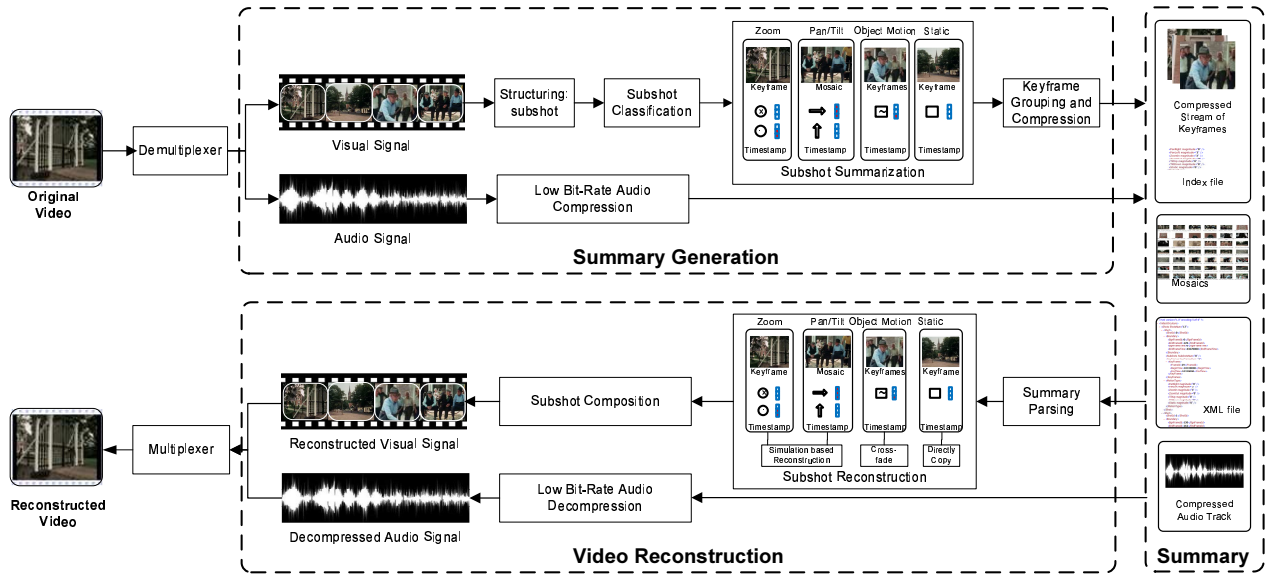 Zoom Pan/Tilt Object Motion Static
Keyframe Mosaic Keyframes Keyframe
Timestamp Timestamp Timestamp Timestamp
Subshot Summarization
Original
Video
Demultiplexer
Visual Signal
Structuring:
subshot
Subshot
Classification
Keyframe
Grouping and
Compression
Audio Signal
Low Bit-Rate Audio
Compression
Summary Generation
Compressed
Stream of
Keyframes
Index file
Mosaics
XML file
Compressed
Audio Track
Summary
Zoom Pan/Tilt Object Motion Static
Keyframe Mosaic Keyframes Keyframe
Timestamp Timestamp Timestamp Timestamp
Simulation based
Reconstruction
Cross-
fade
Directly
Copy
Subshot Reconstruction
Summary
Parsing
Subshot Composition
Reconstructed Visual Signal
Multiplexer
Reconstructed
Video
Low Bit-Rate Audio
Decompression
Decompressed Audio Signal
Video Reconstruction